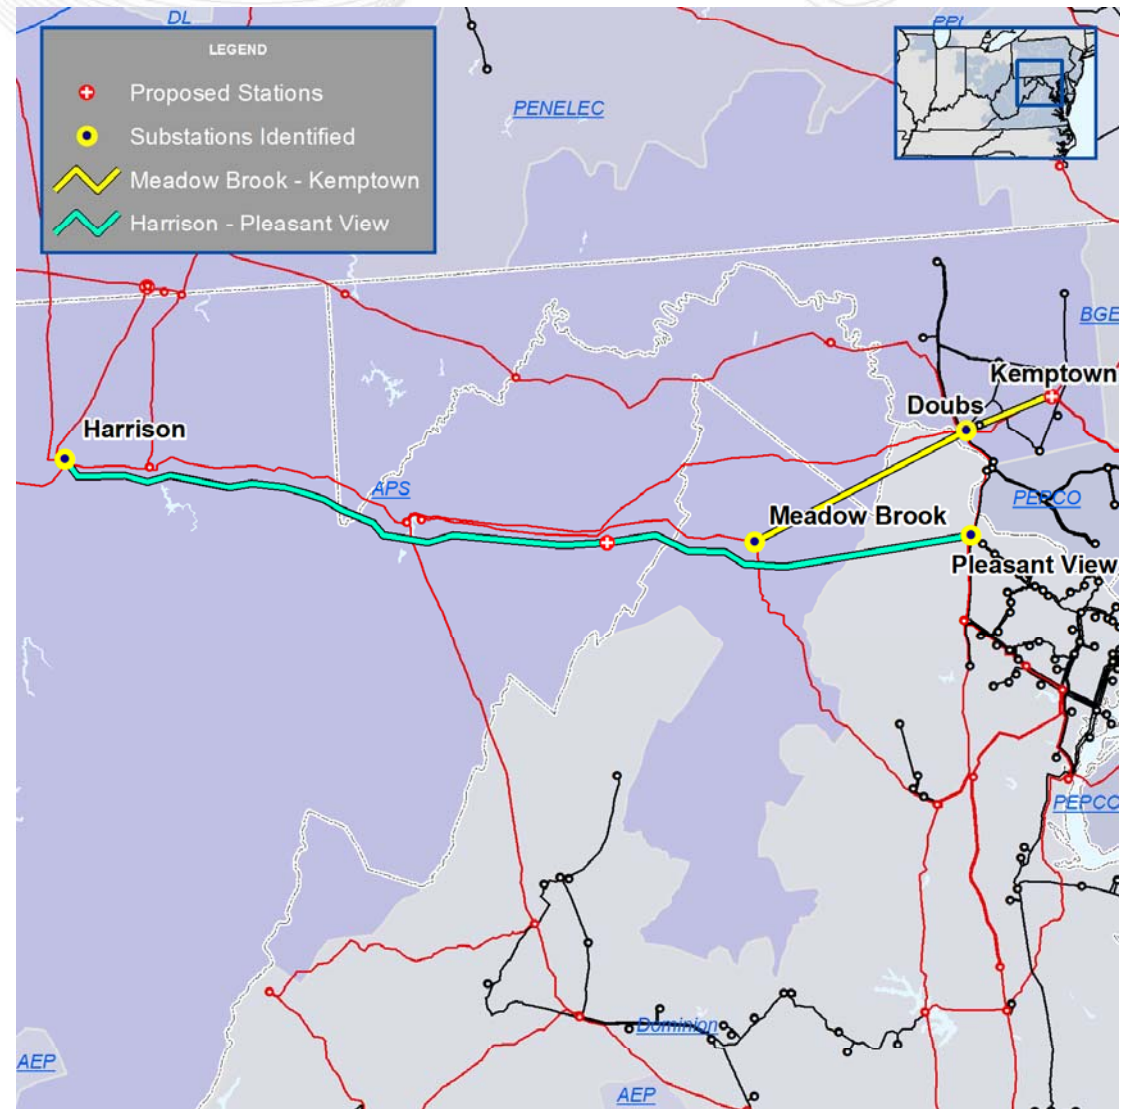 DL
PPL
LEGEND
Proposed Stations
Substations Identified
Meadow Brook - Kemptown
Harrison - Pleasant View
PENELEC
BGE
Kemptown
Doubs
Harrison
APS
PEPCO
Meadow Brook
Pleasant View
PEPCO
Dominion
AEP
AEP